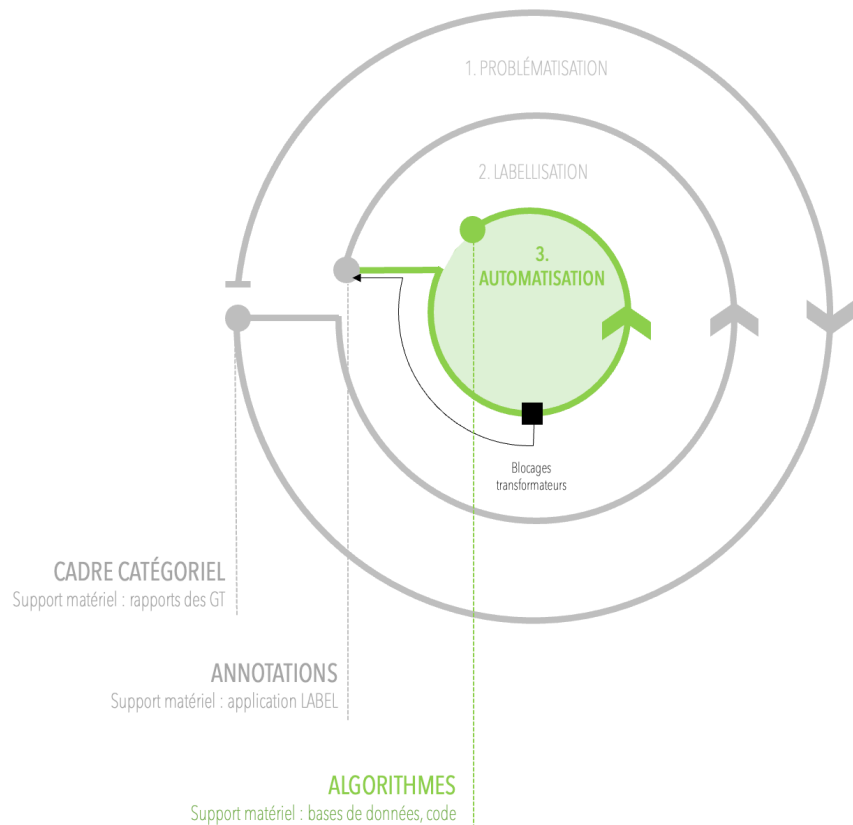 1. PROBLÉMATISATION
2. LABELLISATION
3.
AUTOMATISATION
Blocages
transformateurs
CADRE CATÉGORIEL
Support matériel : rapports des GT
ANNOTATIONS
Support matériel : application LABEL
ALGORITHMES
Support matériel : bases de données, code